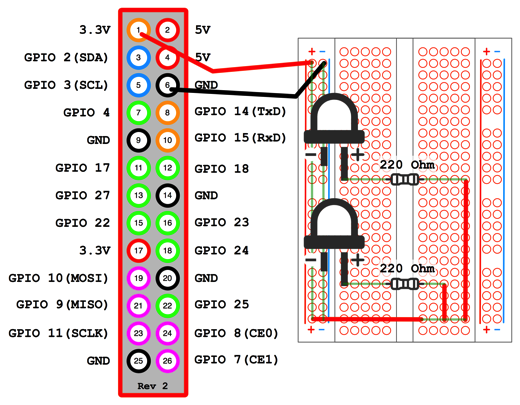 3.3V 1 2 5V
GPIO 2(SDA) 3 4 5V
GPIO 3(SCL) 5 6 GND
GPIO 4 7 8 GPIO 14(TxD)
GND 9 10 GPIO 15(RxD)
GPIO 17 11 12 GPIO 18
GPIO 27 13 14 GND
GPIO 22 15 16 GPIO 23
3.3V 17 18 GPIO 24
GPIO 10(MOSI) 19 20 GND
GPIO 9(MISO) 21 22 GPIO 25
GPIO 11(SCLK) 23 24 GPIO 8(CE0)
GND 25 26 GPIO 7(CE1)
Rev 2
+ − + −
− +
220 Ohm
− +
220 Ohm
+ − + −